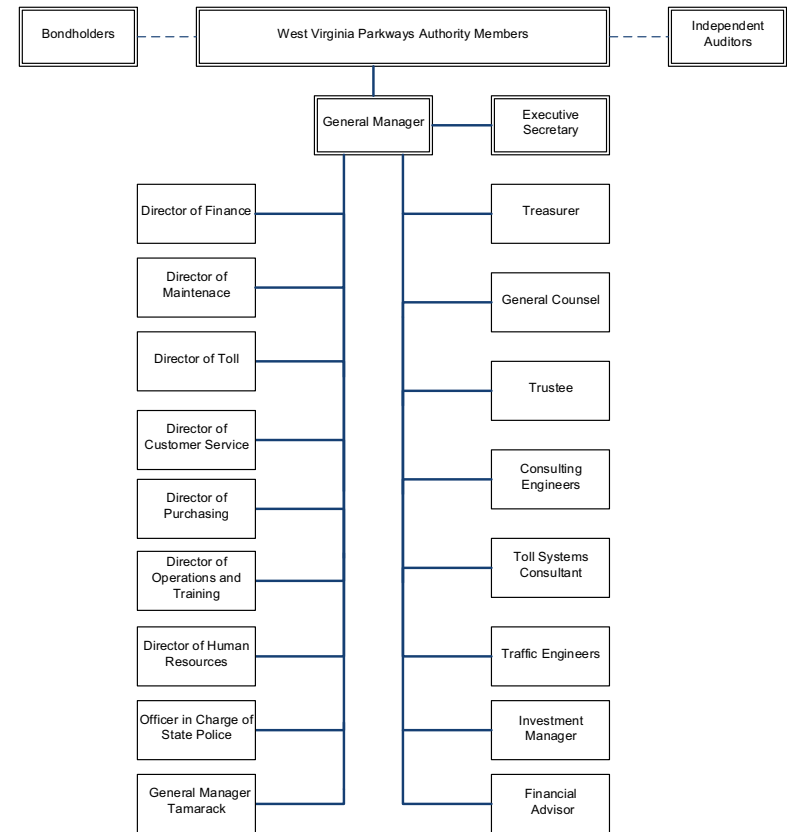 Bondholders
West Virginia Parkways Authority Members
Independent
Auditors
General Manager
Executive
Secretary
Director of Finance
Treasurer
Director of
Maintenace
General Counsel
Director of Toll
Trustee
Director of
Customer Service
Consulting
Engineers
Director of
Purchasing
Director of
Operations and
Training
Toll Systems
Consultant
Director of Human
Resources
Traffic Engineers
Officer in Charge of
State Police
Investment
Manager
General Manager
Tamarack
Financial
Advisor